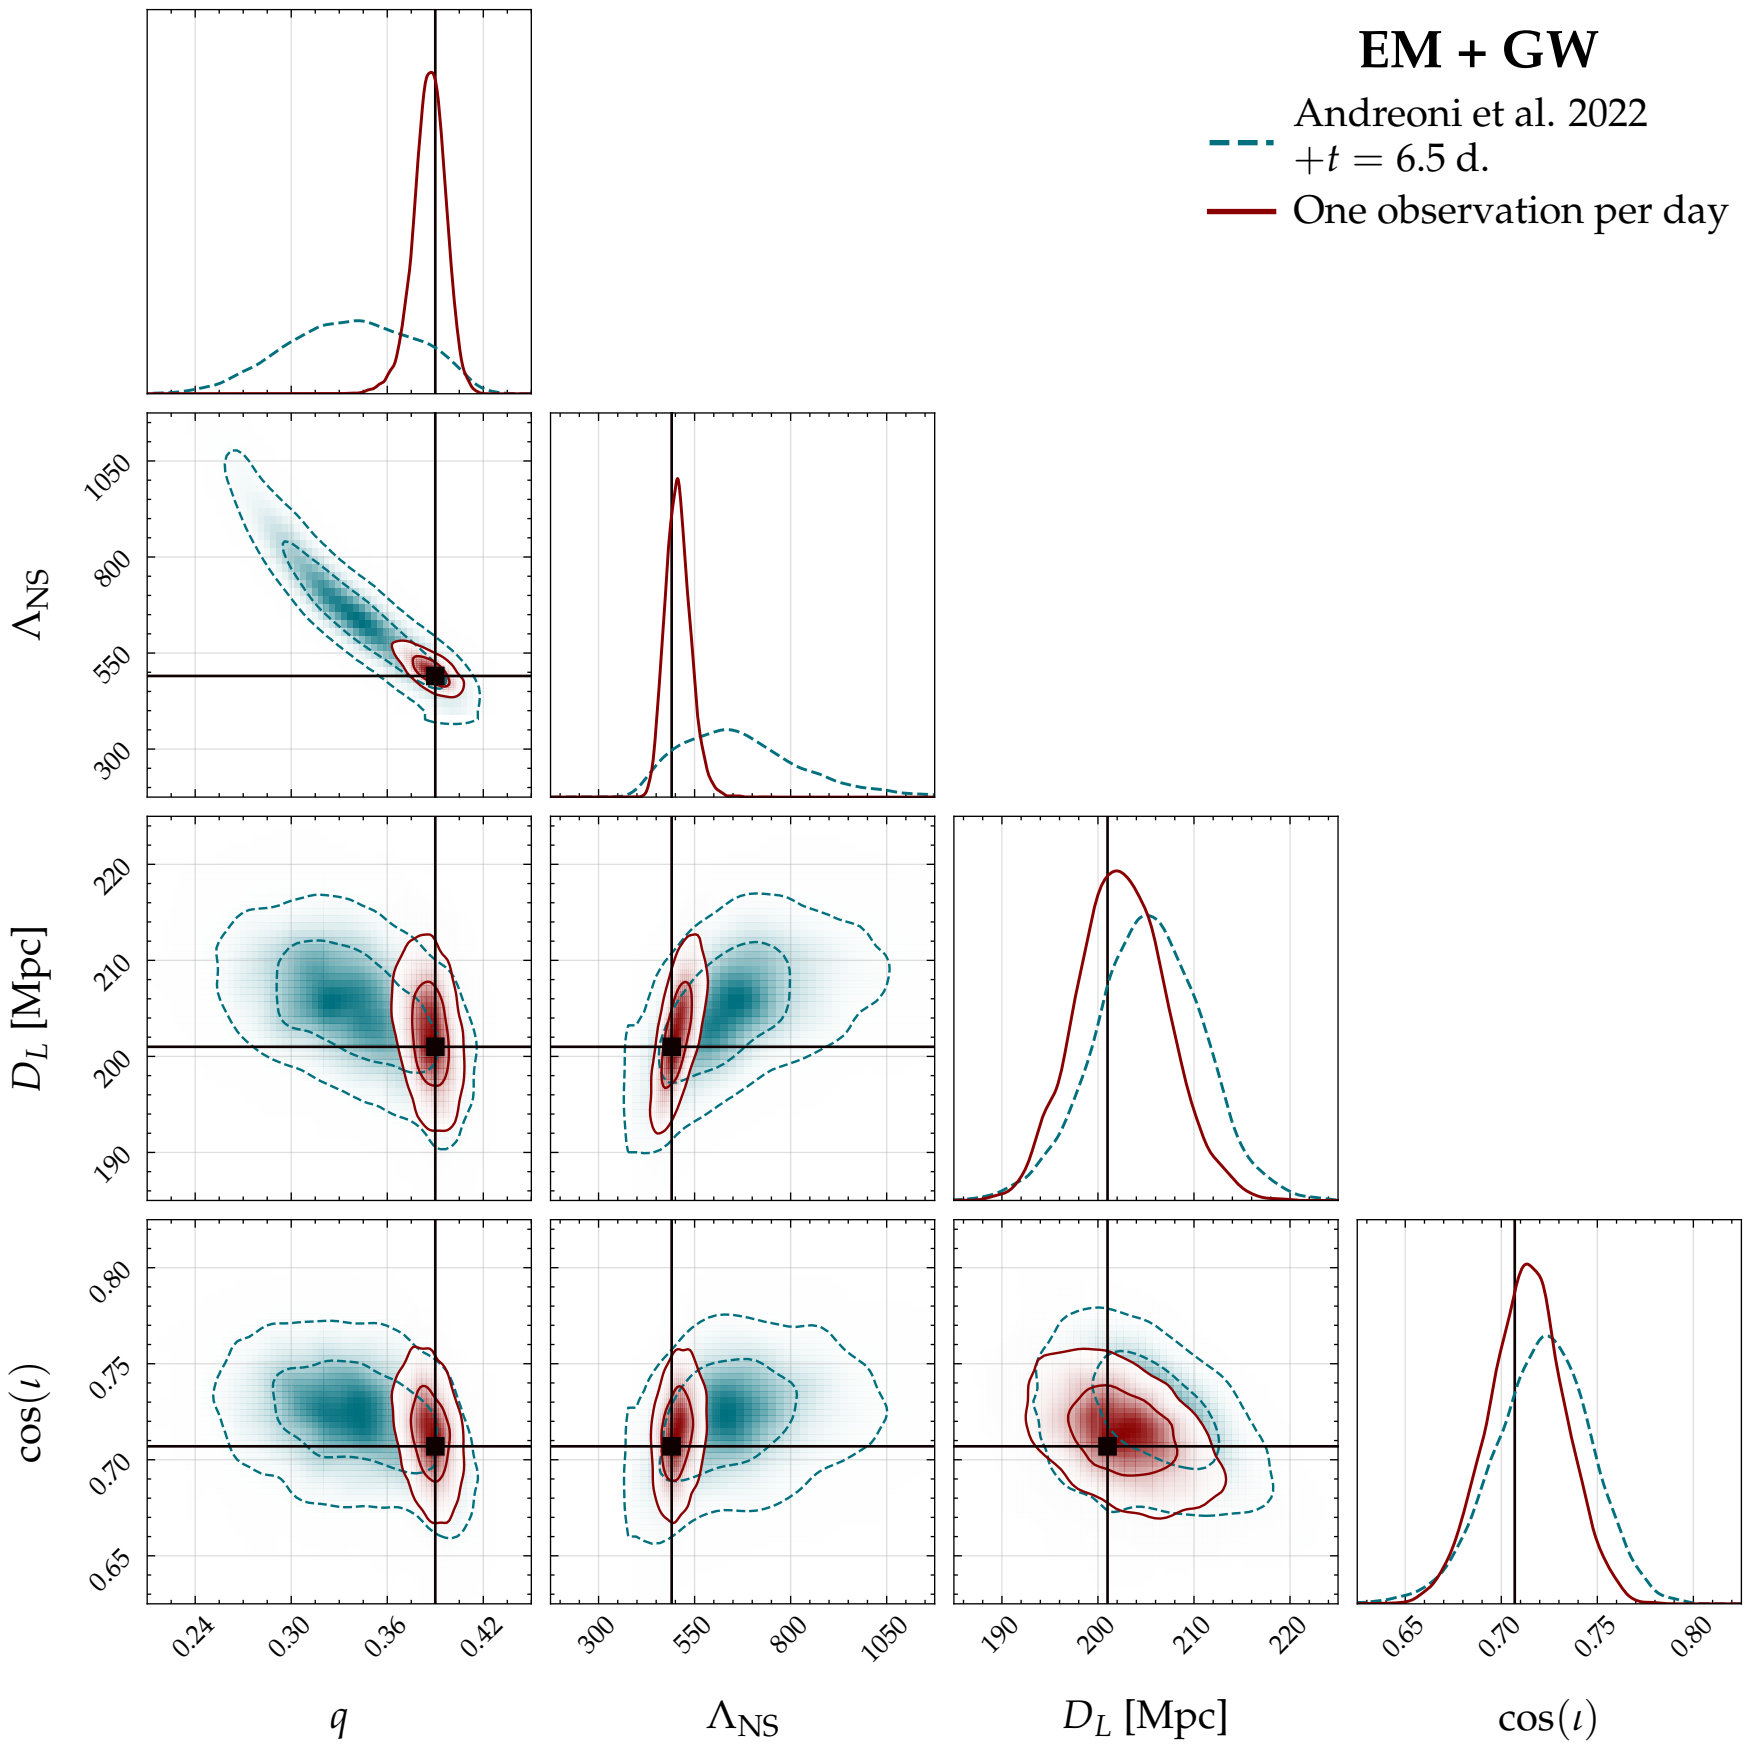 EM + GW
Andreoni et al. 2022
+t = 6.5 d.
One observation per day
Λ_NS
1050
800
550
300
D_L [Mpc]
220
210
200
190
cos(ι)
0.80
0.75
0.70
0.65
0.24 0.30 0.36 0.42 300 550 800 1050 190 200 210 220 0.65 0.70 0.75 0.80
q Λ_NS D_L [Mpc] cos(ι)